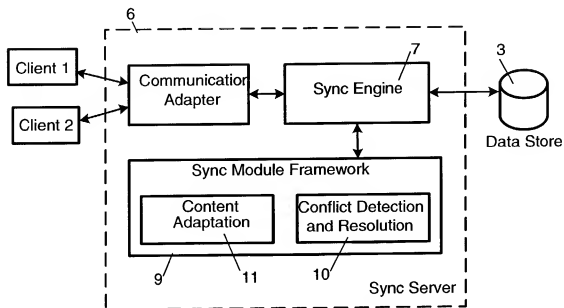 6
Client 1
Client 2
Communication
Adapter
7
Sync Engine
3
Data Store
Sync Module Framework
Content
Adaptation
Conflict Detection
and Resolution
9
11
10
Sync Server